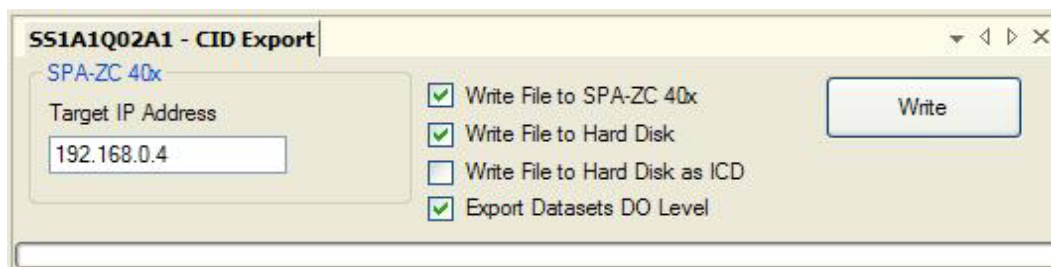 SS1A1Q02A1 - CID Export
SPA-ZC 40x
Target IP Address
192.168.0.4
Write File to SPA-ZC 40x
Write File to Hard Disk
Write File to Hard Disk as ICD
Export Datasets DO Level
Write